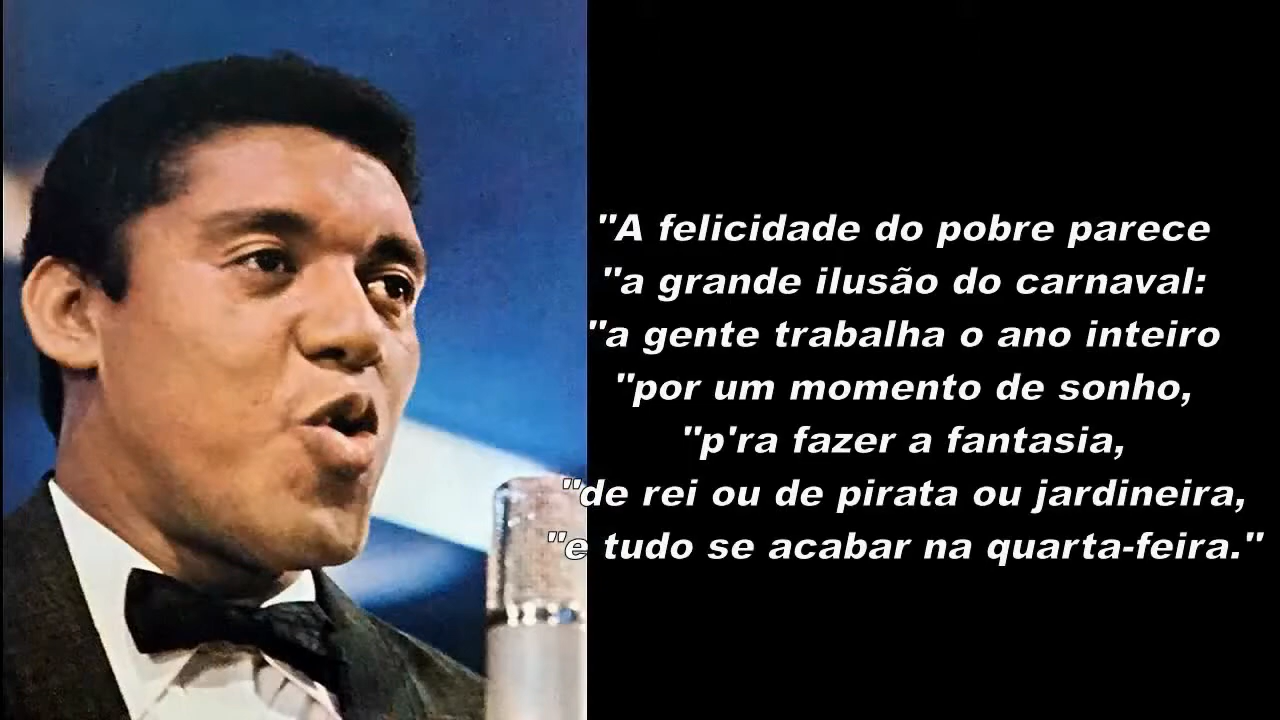 "A felicidade do pobre parece
"a grande ilusão do carnaval:
"a gente trabalha o ano inteiro
"por um momento de sonho,
"p'ra fazer a fantasia,
"de rei ou de pirata ou jardineira,
"e tudo se acabar na quarta-feira."